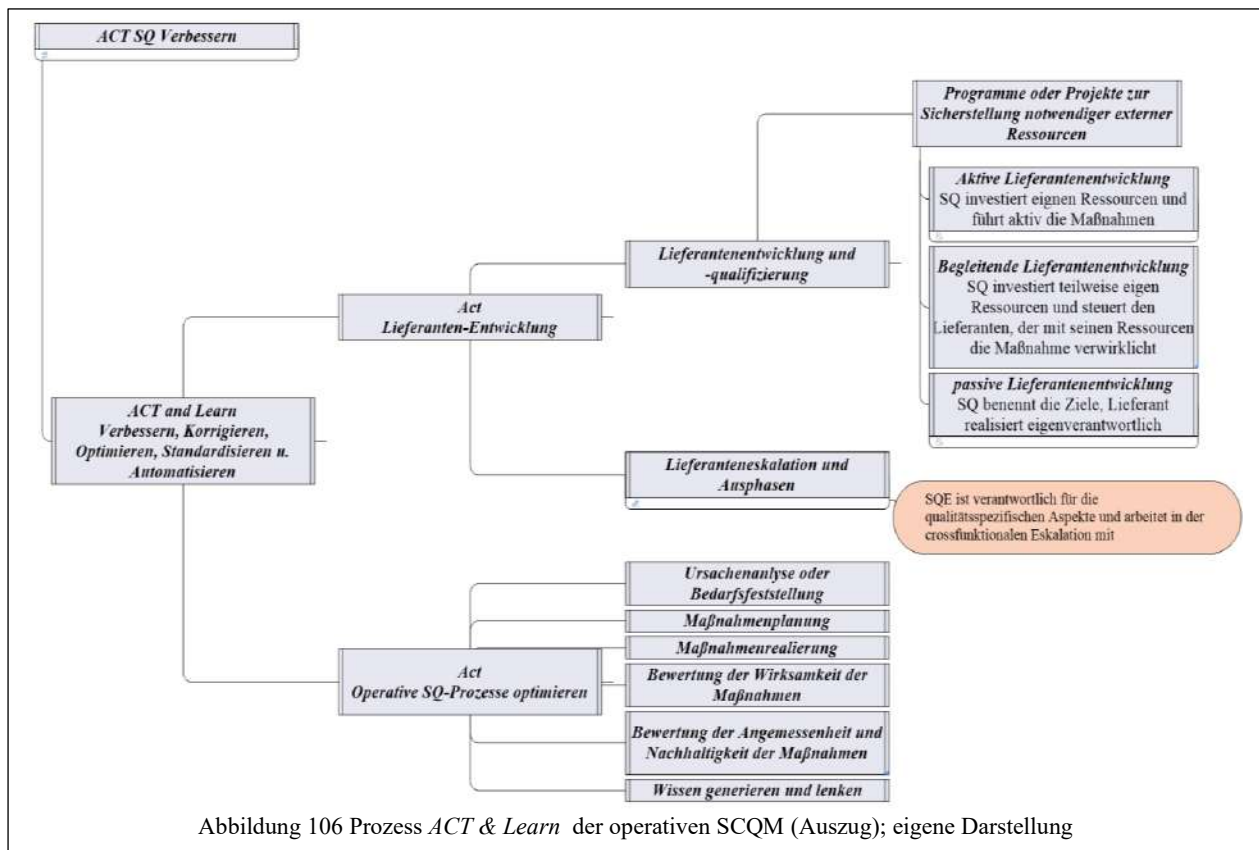 ACT SQ Verbessern
Programme oder Projekte zur
Sicherstellung notwendiger externer
Ressourcen
Aktive Lieferantenentwicklung
SQ investiert eignen Ressourcen und
führt aktiv die Maßnahmen
Lieferantenentwicklung und
-qualifizierung
Begleitende Lieferantenentwicklung
SQ investiert teilweise eigen
Ressourcen und steuert den
Lieferanten, der mit seinen Ressourcen
die Maßnahme verwirklicht
Act
Lieferanten-Entwicklung
passive Lieferantenentwicklung
SQ benennt die Ziele, Lieferant
realisiert eigenverantwortlich
ACT and Learn
Verbessern, Korrigieren,
Optimieren, Standardisieren u.
Automatisieren
Lieferanteneskalation und
Ausphasen
SQE ist verantwortlich für die
qualitätsspezifischen Aspekte und arbeitet in der
crossfunktionalen Eskalation mit
Ursachenanalyse oder
Bedarfsfeststellung
Maßnahmenplanung
Maßnahmenrealierung
Act
Operative SQ-Prozesse optimieren
Bewertung der Wirksamkeit der
Maßnahmen
Bewertung der Angemessenheit und
Nachhaltigkeit der Maßnahmen
Wissen generieren und lenken
Abbildung 106 Prozess ACT & Learn der operativen SCQM (Auszug); eigene Darstellung